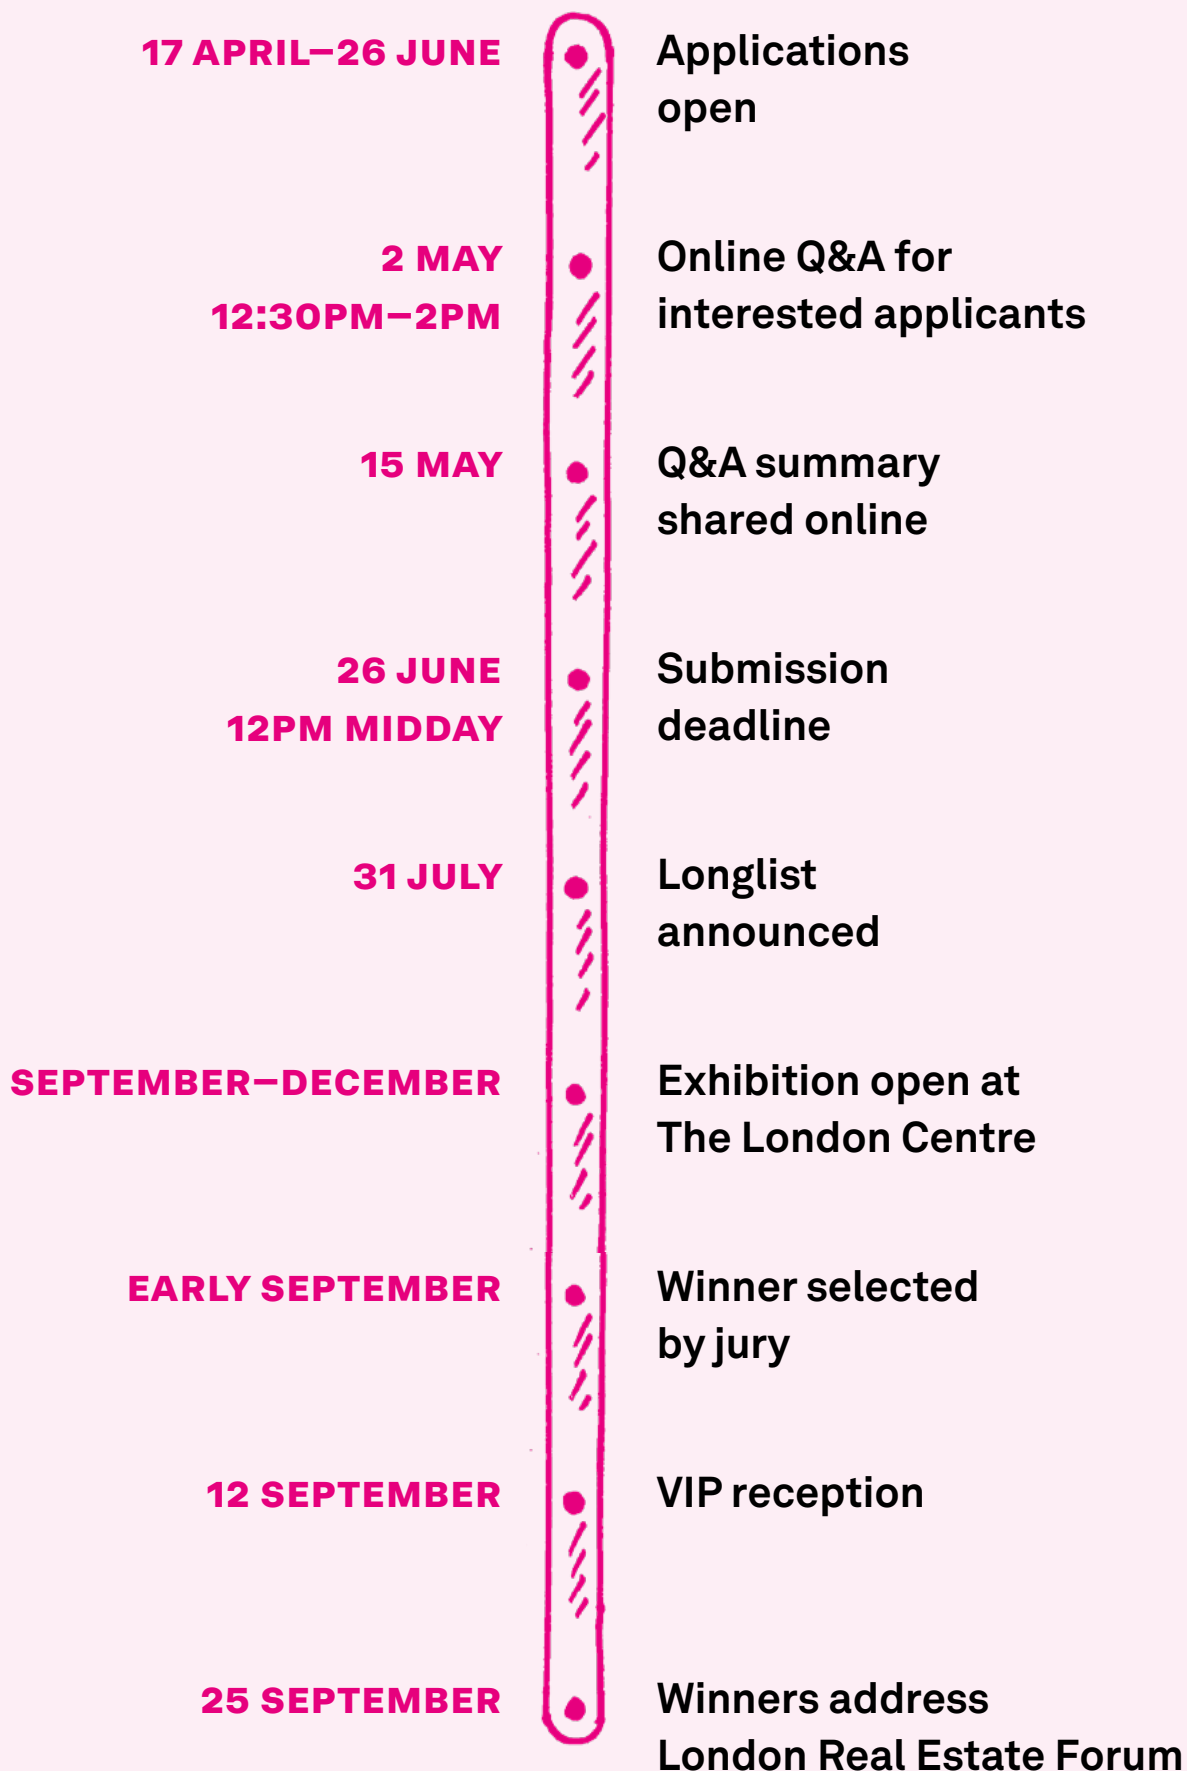 17 APRIL–26 JUNE
Applications
open
2 MAY
12:30PM–2PM
Online Q&A for
interested applicants
15 MAY
Q&A summary
shared online
26 JUNE
12PM MIDDAY
Submission
deadline
31 JULY
Longlist
announced
SEPTEMBER–DECEMBER
Exhibition open at
The London Centre
EARLY SEPTEMBER
Winner selected
by jury
12 SEPTEMBER
VIP reception
25 SEPTEMBER
Winners address
London Real Estate Forum